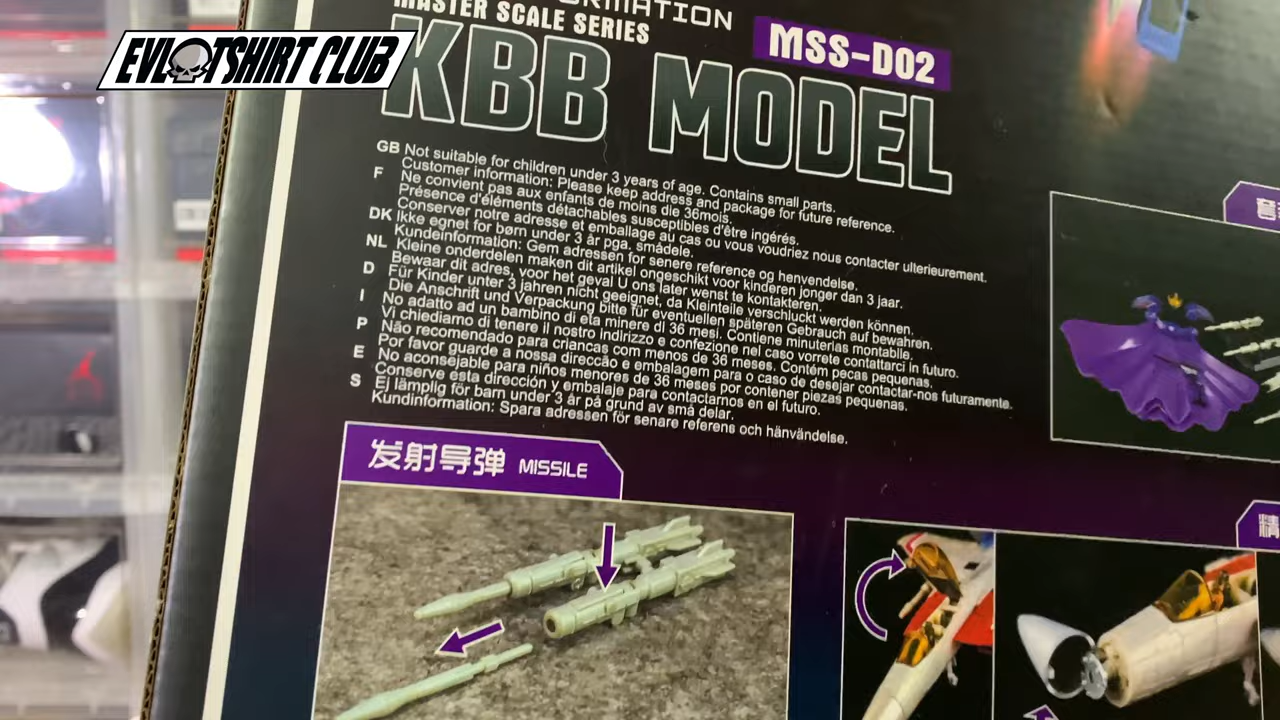 EVL TSHIRT CLUB
MASTER SCALE SERIES
MSS-D02
KBB MODEL
GB Not suitable for children under 3 years of age. Contains small parts.
Customer information: Please keep address and package for future reference.
F Ne convient pas aux enfants de moins die 36mois.
Présence d'éléments détachables susceptibles d'être ingérés.
Conserver notre adresse et emballage au cas ou vous voudriez nous contacter ulterieurement.
DK Ikke egnet for børn under 3 år pga. smådele.
Kundeinformation: Gem adressen for senere reference og henvendelse.
NL Kleine onderdelen maken dit artikel ongeschikt voor kinderen jonger dan 3 jaar.
Bewaar dit adres, voor het geval U ons later wenst te kontakteren.
D Für Kinder unter 3 jahren nicht geeignet, da Kleinteile verschluckt werden können.
Die Anschrift und Verpackung bitte für eventuellen späteren Gebrauch auf bewahren.
I No adatto ad un bambino di eta minere di 36 mesi. Contiene minuterias montabile.
Vi chiediamo di tenere il nostro indirizzo e confezione nel caso vorrete contattarci in futuro.
P Não recomendado para criancas com menos de 36 meses. Contém pecas pequenas.
Por favor guarde a nossa direccão e embalagem para o caso de desejar contactar-nos futuramente.
E No aconsejable para niños menores de 36 meses por contener piezas pequenas.
Conserve esta dirección y embalaje para contactarnos en el futuro.
S Ej lämplig för barn under 3 år på grund av små delar.
Kundinformation: Spara adressen för senare referens och hänvändelse.
发射导弹 MISSILE